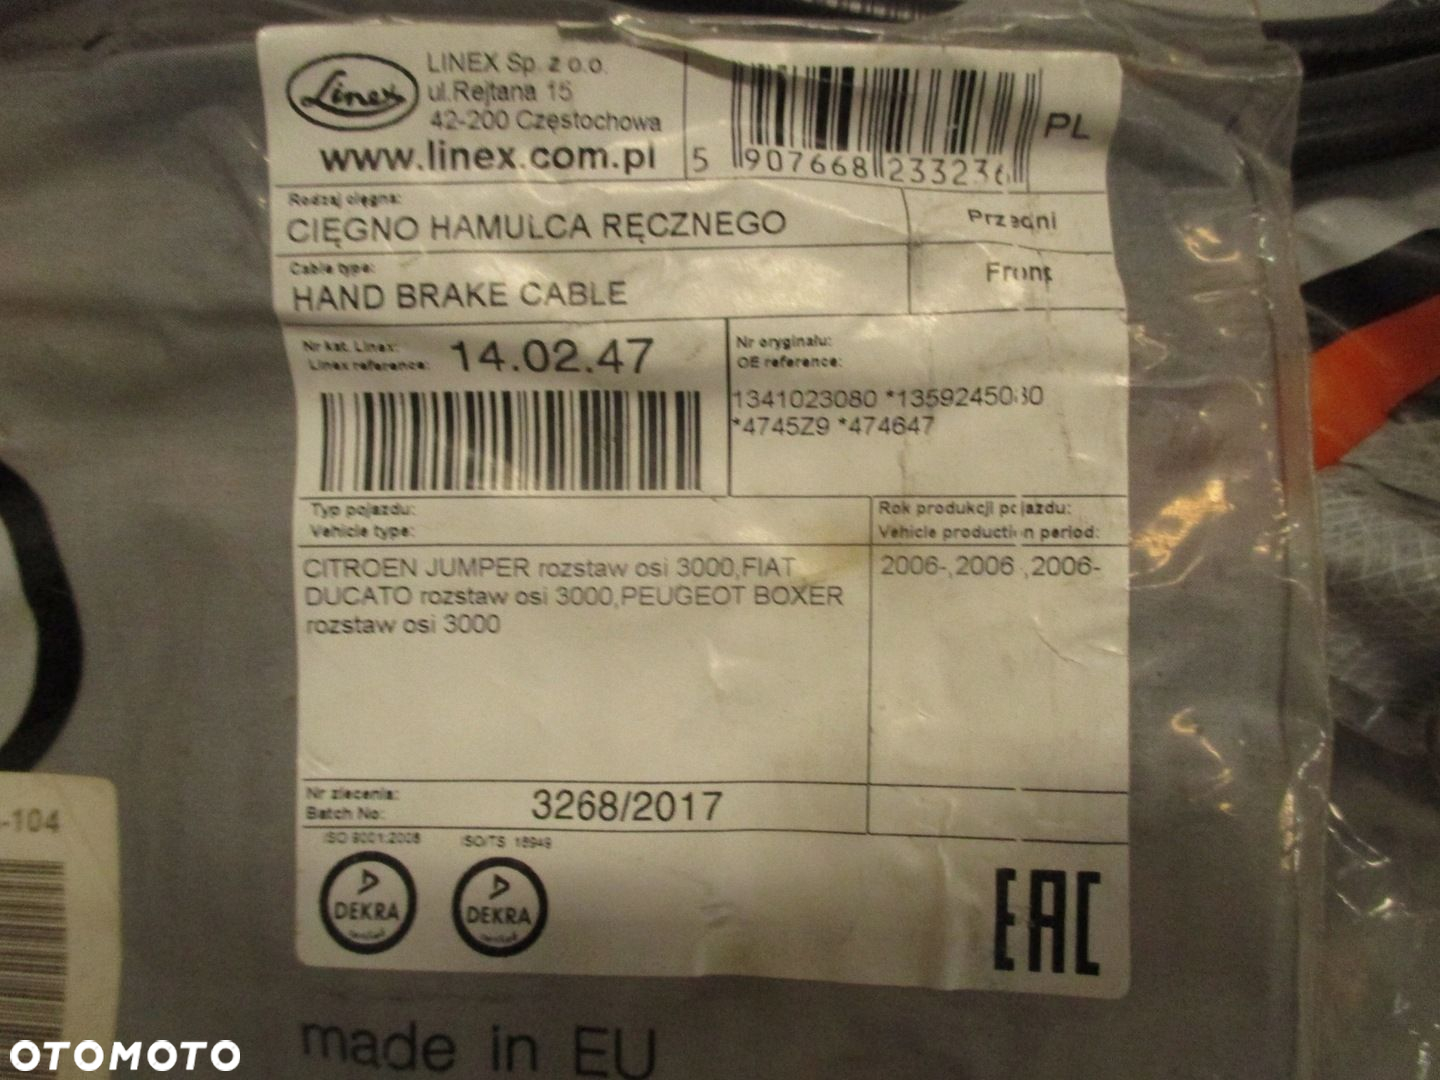 Linex
LINEX Sp. z o.o.
ul.Rejtana 15
42-200 Częstochowa
www.linex.com.pl
5 907668 233236
PL
Rodzaj cięgna:
CIĘGNO HAMULCA RĘCZNEGO
Przedni
Cable type:
HAND BRAKE CABLE
Front
Nr kat. Linex:
Linex reference:
14.02.47
Nr oryginału:
OE reference:
1341023080 *1359245080
*4745Z9 *474647
Typ pojazdu:
Vehicle type:
Rok produkcji pojazdu:
Vehicle production period:
CITROEN JUMPER rozstaw osi 3000,FIAT
DUCATO rozstaw osi 3000,PEUGEOT BOXER
rozstaw osi 3000
2006-,2006-,2006-
Nr zlecenia:
Batch No:
3268/2017
ISO 9001:2008
ISO/TS 16949
DEKRA
DEKRA
EAC
made in EU
-104
OTOMOTO